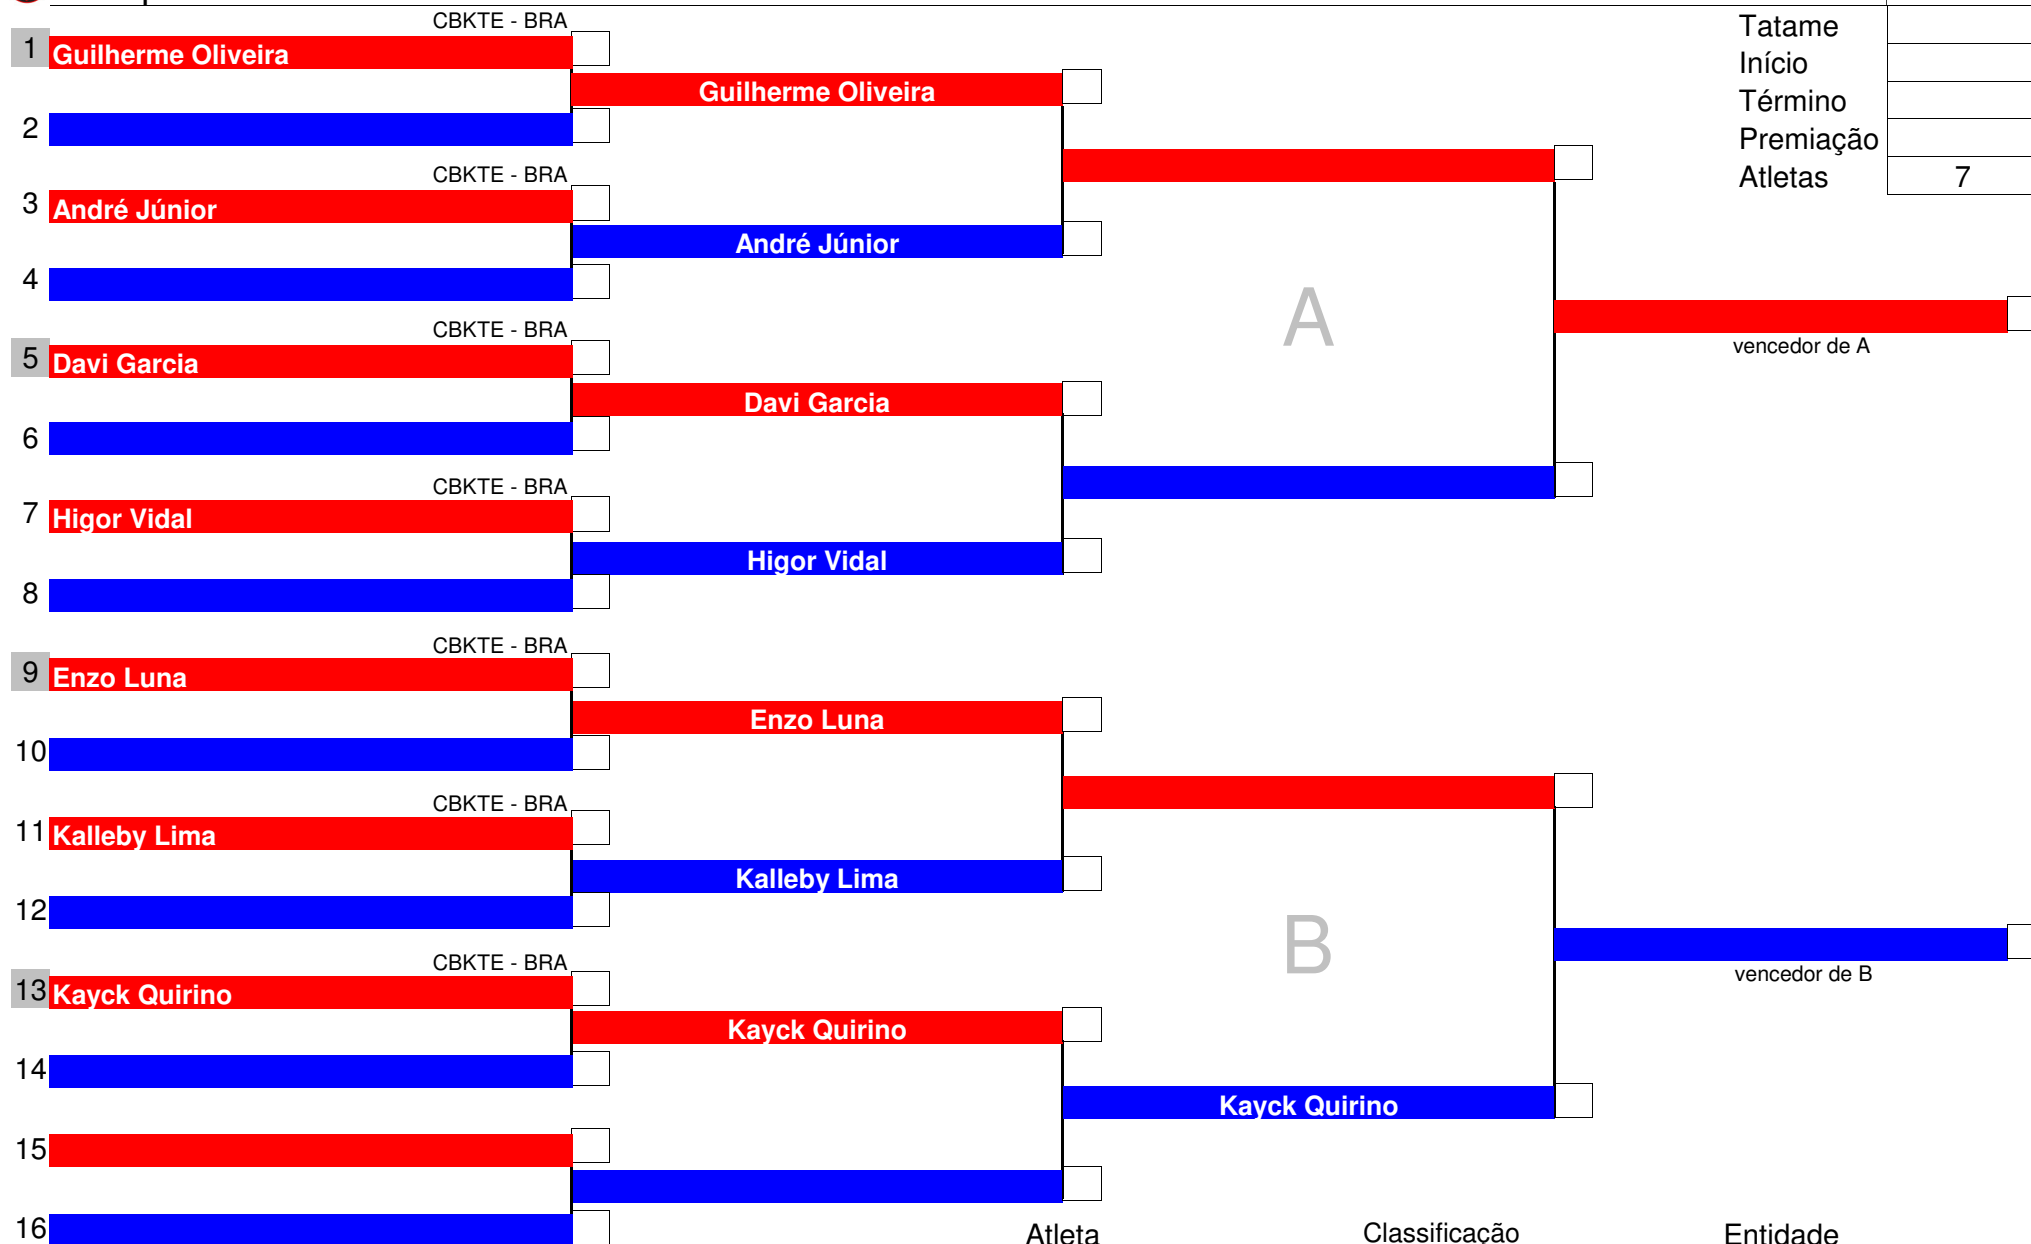 CBKTE - BRA
Tatame
1 Guilherme Oliveira
Início
Guilherme Oliveira
Término
2
Premiação
CBKTE - BRA
Atletas 7
3 André Júnior
André Júnior
4
A
CBKTE - BRA
vencedor de A
5 Davi Garcia
Davi Garcia
6
CBKTE - BRA
7 Higor Vidal
Higor Vidal
8
CBKTE - BRA
9 Enzo Luna
Enzo Luna
10
CBKTE - BRA
11 Kalleby Lima
Kalleby Lima
12
B
CBKTE - BRA
vencedor de B
13 Kayck Quirino
Kayck Quirino
14
Kayck Quirino
15
16
Atleta Classificação Entidade